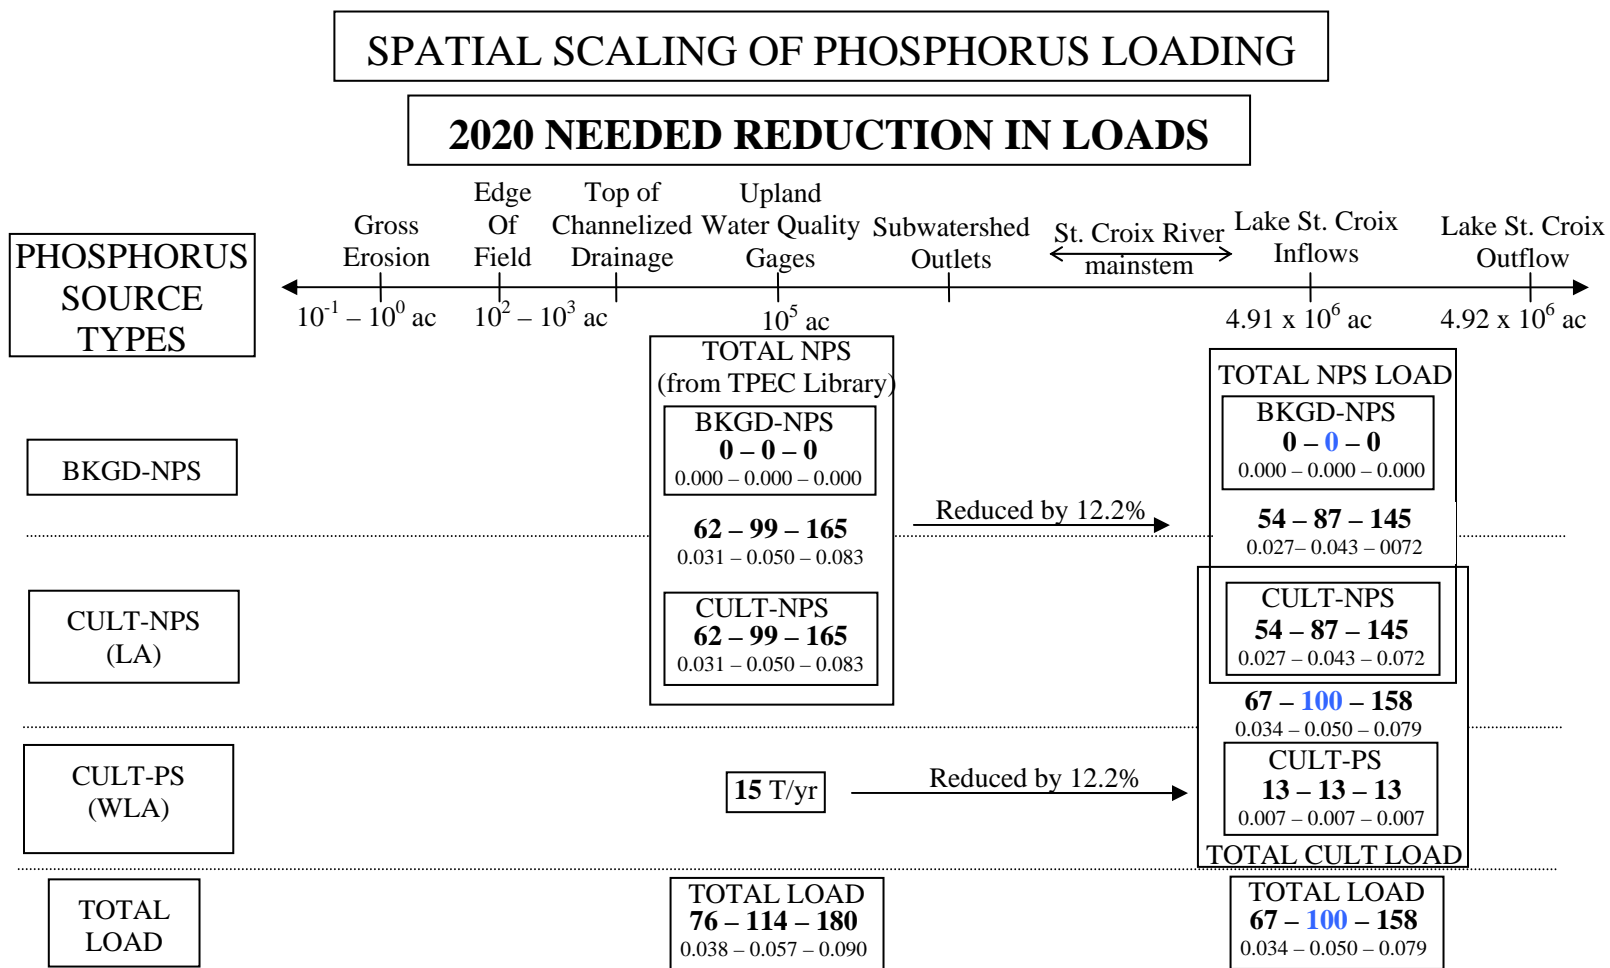 SPATIAL SCALING OF PHOSPHORUS LOADING
2020 NEEDED REDUCTION IN LOADS
PHOSPHORUS
SOURCE
TYPES
Gross
Erosion
Edge
Of
Field
Top of
Channelized
Drainage
Upland
Water Quality
Gages
Subwatershed
Outlets
St. Croix River
mainstem
Lake St. Croix
Inflows
Lake St. Croix
Outflow
10⁻¹ – 10⁰ ac
10² – 10³ ac
10⁵ ac
4.91 x 10⁶ ac
4.92 x 10⁶ ac
TOTAL NPS
(from TPEC Library)
TOTAL NPS LOAD
BKGD-NPS
BKGD-NPS
0 – 0 – 0
0.000 – 0.000 – 0.000
BKGD-NPS
0 – 0 – 0
0.000 – 0.000 – 0.000
62 – 99 – 165
0.031 – 0.050 – 0.083
Reduced by 12.2%
54 – 87 – 145
0.027– 0.043 – 0072
CULT-NPS
(LA)
CULT-NPS
62 – 99 – 165
0.031 – 0.050 – 0.083
CULT-NPS
54 – 87 – 145
0.027 – 0.043 – 0.072
67 – 100 – 158
0.034 – 0.050 – 0.079
CULT-PS
(WLA)
15 T/yr
Reduced by 12.2%
CULT-PS
13 – 13 – 13
0.007 – 0.007 – 0.007
TOTAL CULT LOAD
TOTAL
LOAD
TOTAL LOAD
76 – 114 – 180
0.038 – 0.057 – 0.090
TOTAL LOAD
67 – 100 – 158
0.034 – 0.050 – 0.079